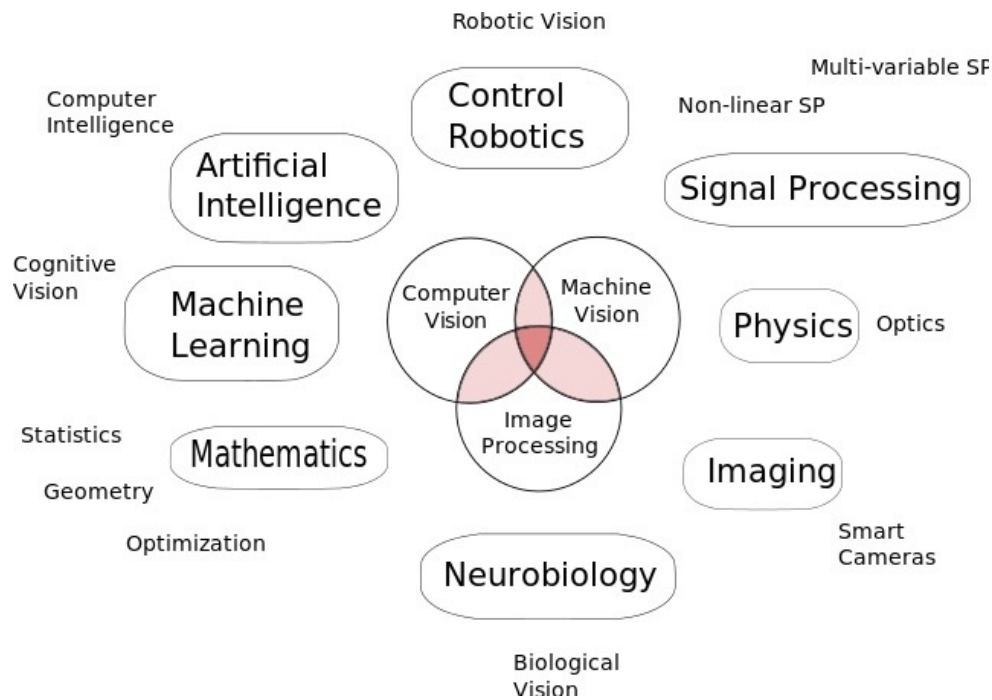 Robotic Vision
Multi-variable SP
Non-linear SP
Computer
Intelligence
Control
Robotics
Artificial
Intelligence
Signal Processing
Cognitive
Vision
Machine
Learning
Computer
Vision
Machine
Vision
Physics
Optics
Image
Processing
Statistics
Mathematics
Geometry
Imaging
Optimization
Smart
Cameras
Neurobiology
Biological
Vision